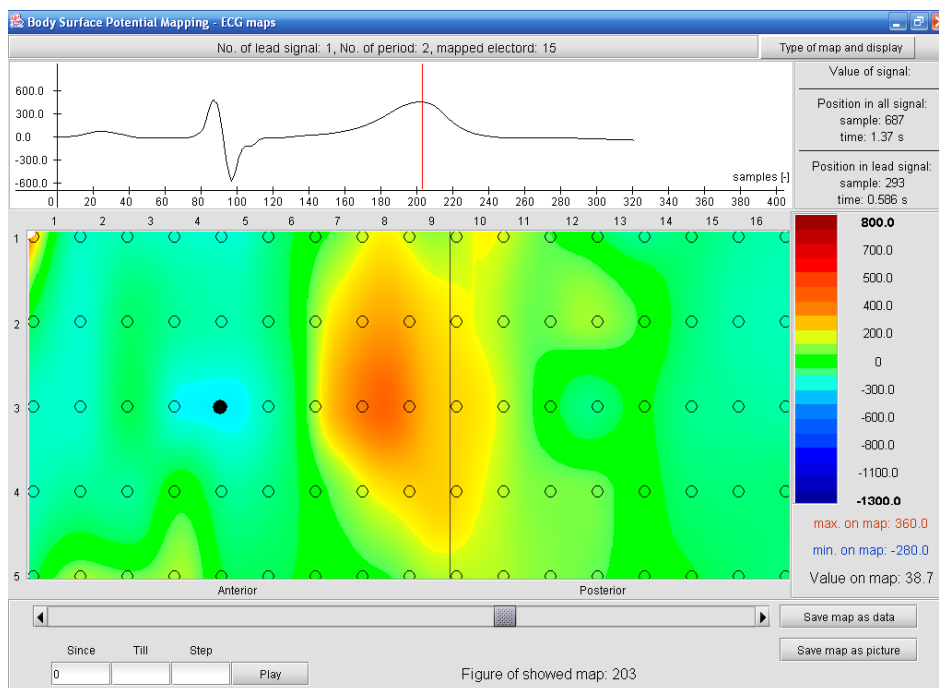 Body Surface Potential Mapping - ECG maps
No. of lead signal: 1, No. of period: 2, mapped electord: 15
Type of map and display
Value of signal:
Position in all signal:
sample: 687
time: 1.37 s
Position in lead signal:
sample: 293
time: 0.586 s
600.0
300.0
0.0
-300.0
-600.0
samples [-]
0 20 40 60 80 100 120 140 160 180 200 220 240 260 280 300 320 340 360 380 400
1 2 3 4 5 6 7 8 9 10 11 12 13 14 15 16
1
2
3
4
5
800.0
700.0
500.0
400.0
200.0
0
-300.0
-600.0
-800.0
-1100.0
-1300.0
max. on map: 360.0
min. on map: -280.0
Value on map: 38.7
Anterior Posterior
Save map as data
Since Till Step
0 Play
Figure of showed map: 203
Save map as picture